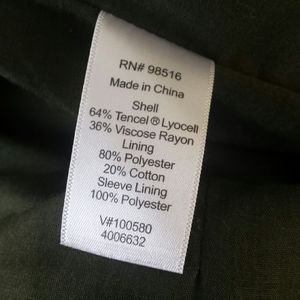 RN# 98516
Made in China
Shell
64% Tencel ® Lyocell
36% Viscose Rayon
Lining
80% Polyester
20% Cotton
Sleeve Lining
100% Polyester
V#100580
4006632